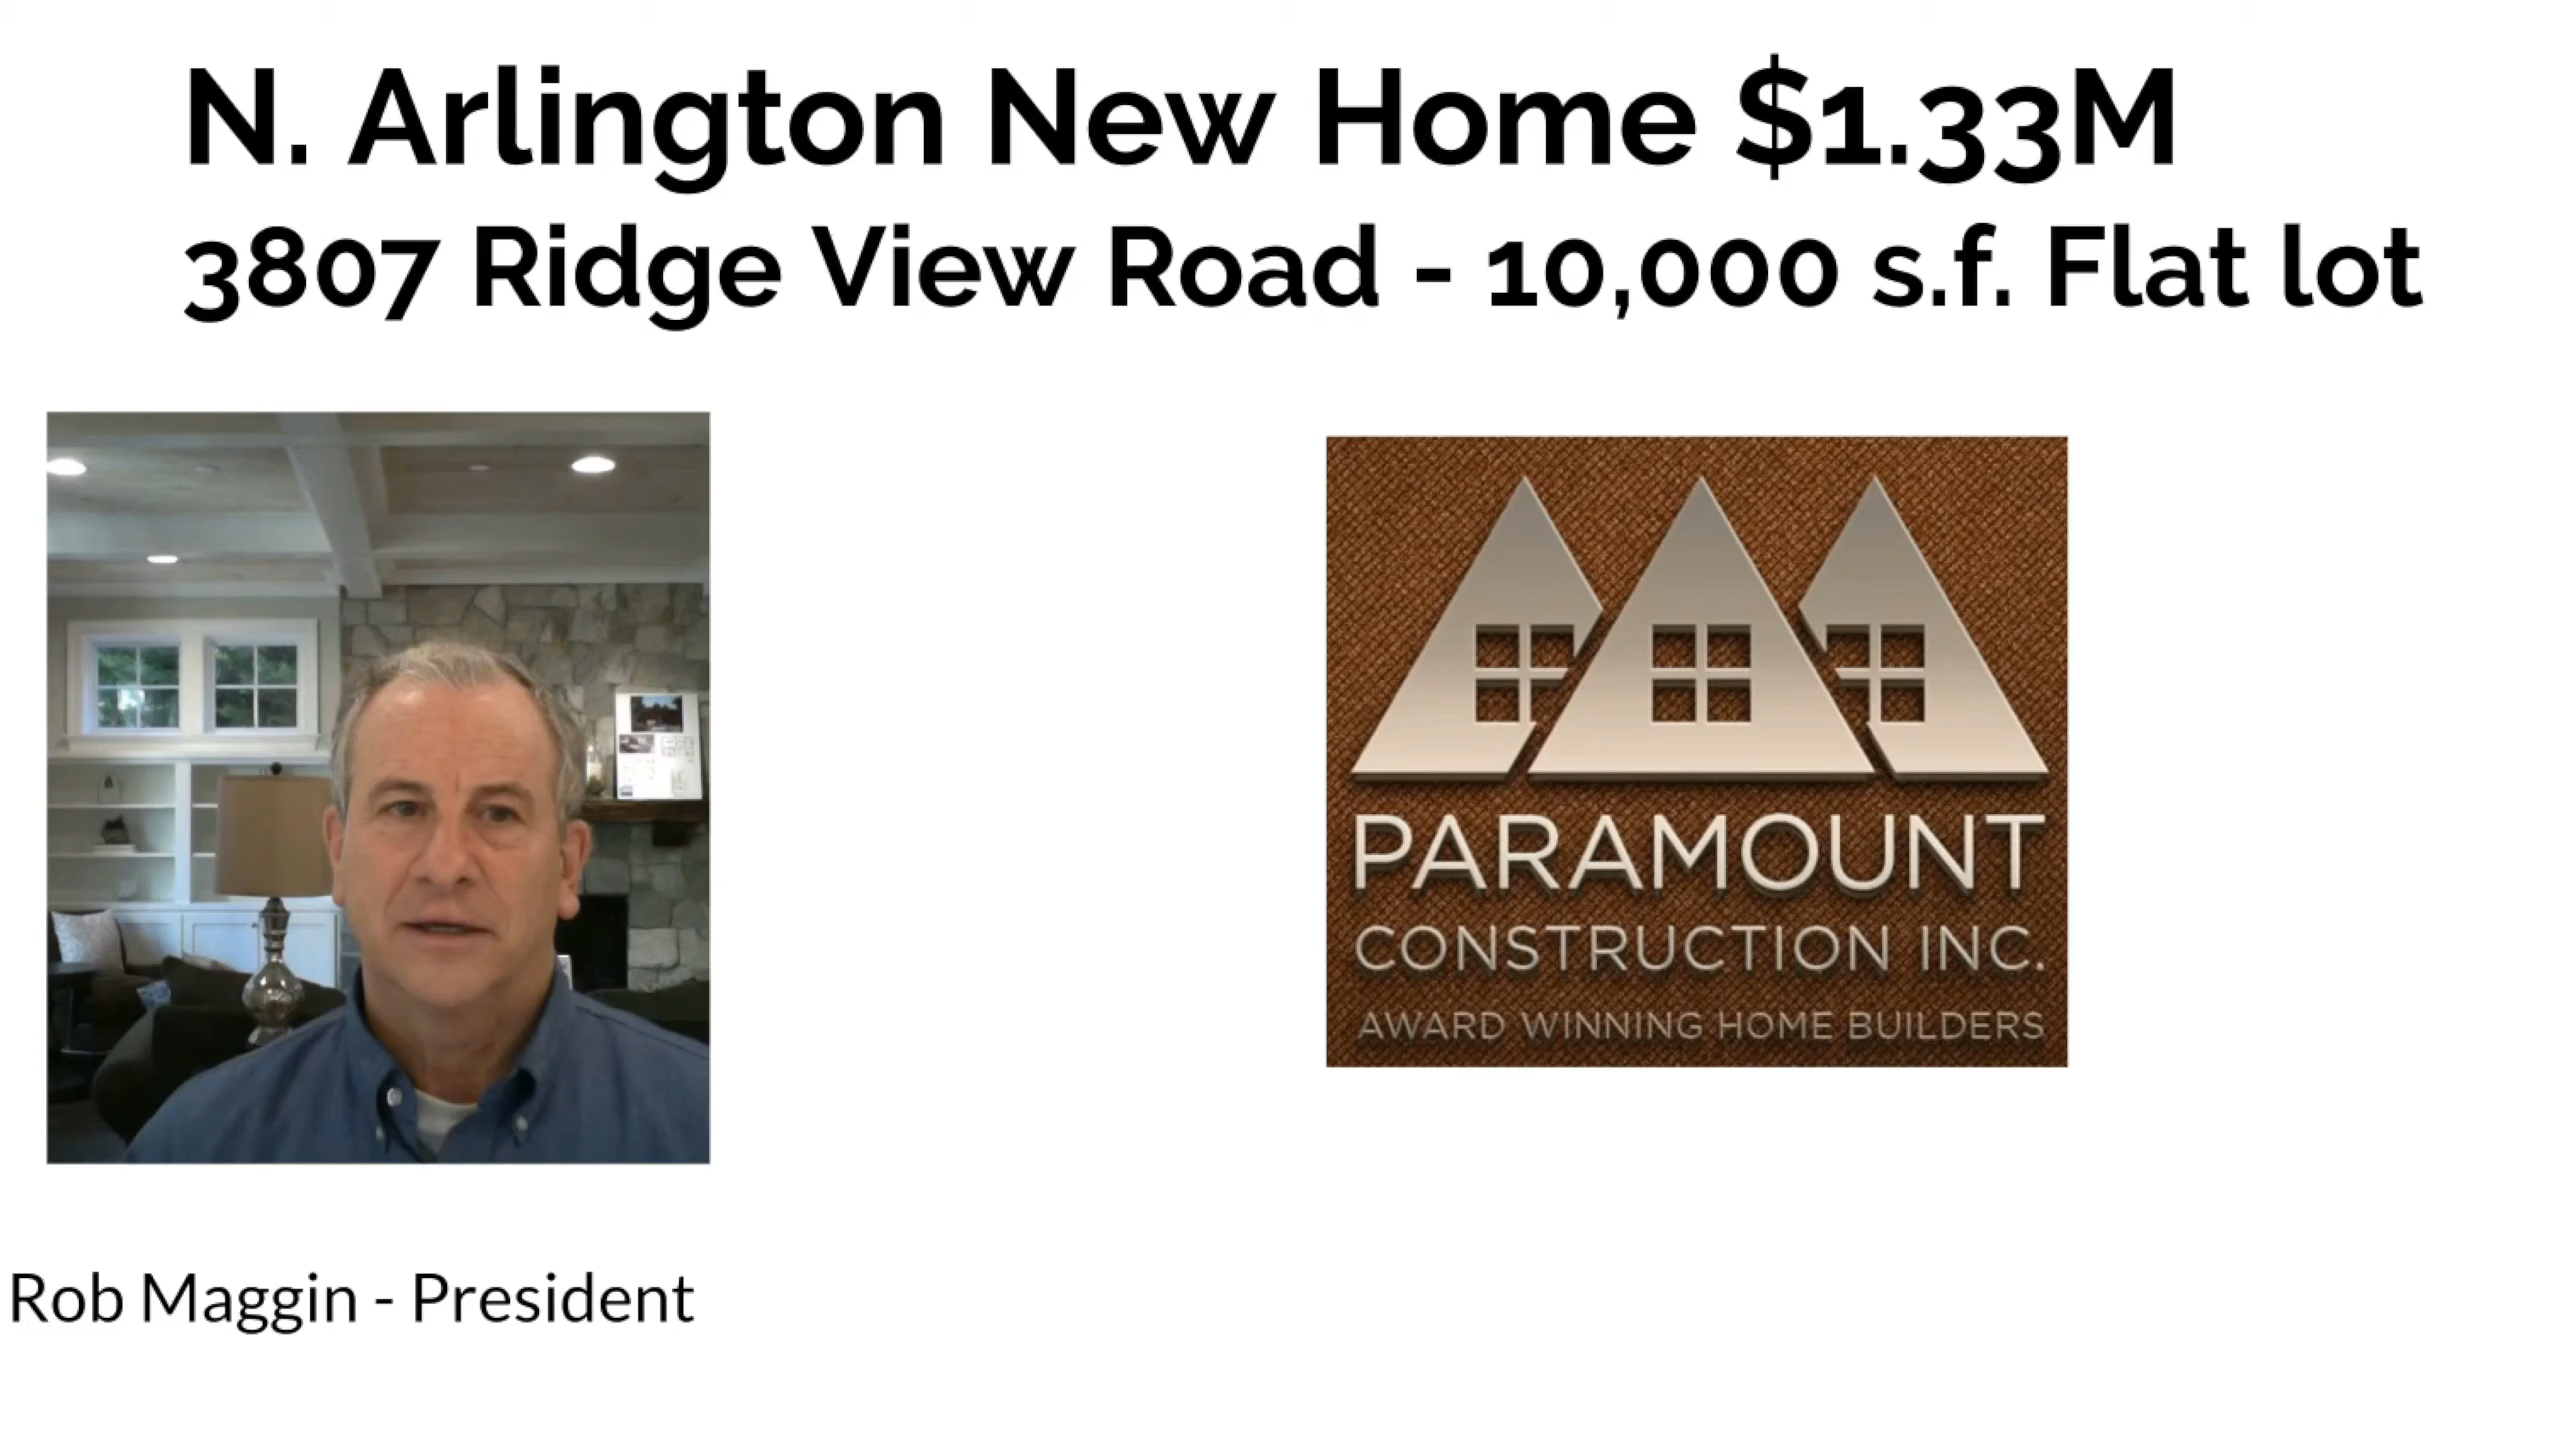 N. Arlington New Home $1.33M
3807 Ridge View Road - 10,000 s.f. Flat lot
PARAMOUNT
CONSTRUCTION INC.
AWARD WINNING HOME BUILDERS
Rob Maggin - President